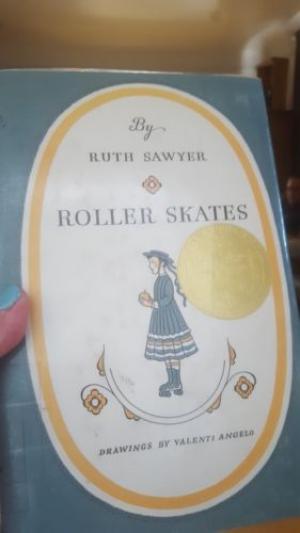 By
RUTH SAWYER
ROLLER SKATES
DRAWINGS BY VALENTI ANGELO